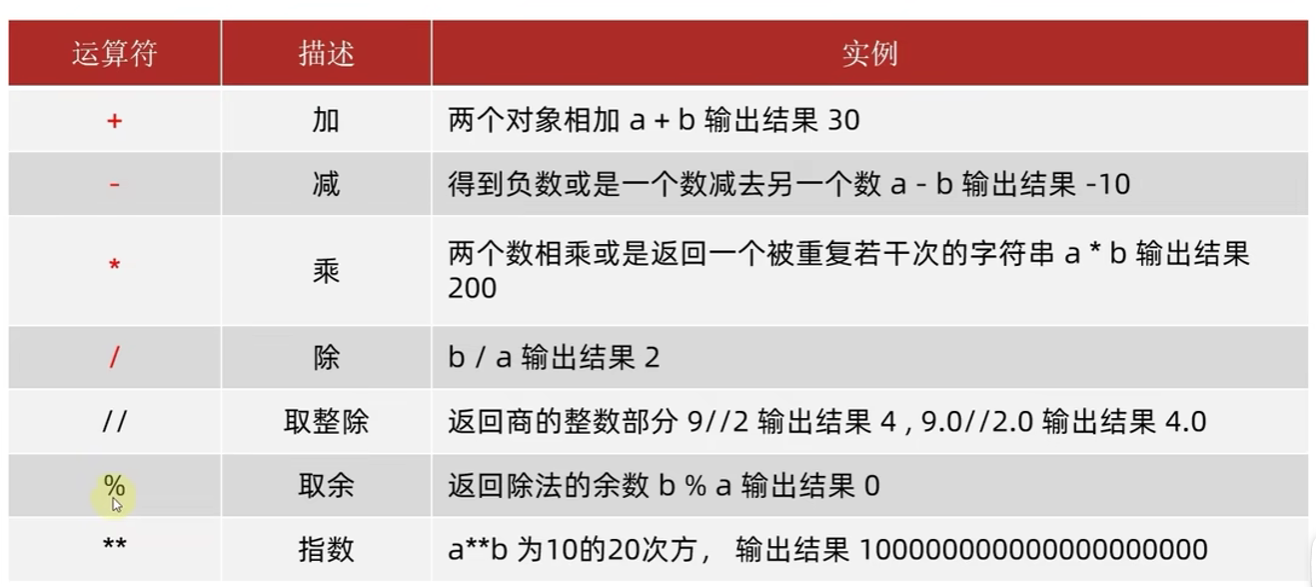 运算符 描述 实例
+ 加 两个对象相加 a + b 输出结果 30
- 减 得到负数或是一个数减去另一个数 a - b 输出结果 -10
* 乘 两个数相乘或是返回一个被重复若干次的字符串 a * b 输出结果
200
/ 除 b / a 输出结果 2
// 取整除 返回商的整数部分 9//2 输出结果 4 , 9.0//2.0 输出结果 4.0
% 取余 返回除法的余数 b % a 输出结果 0
** 指数 a**b 为10的20次方， 输出结果 100000000000000000000